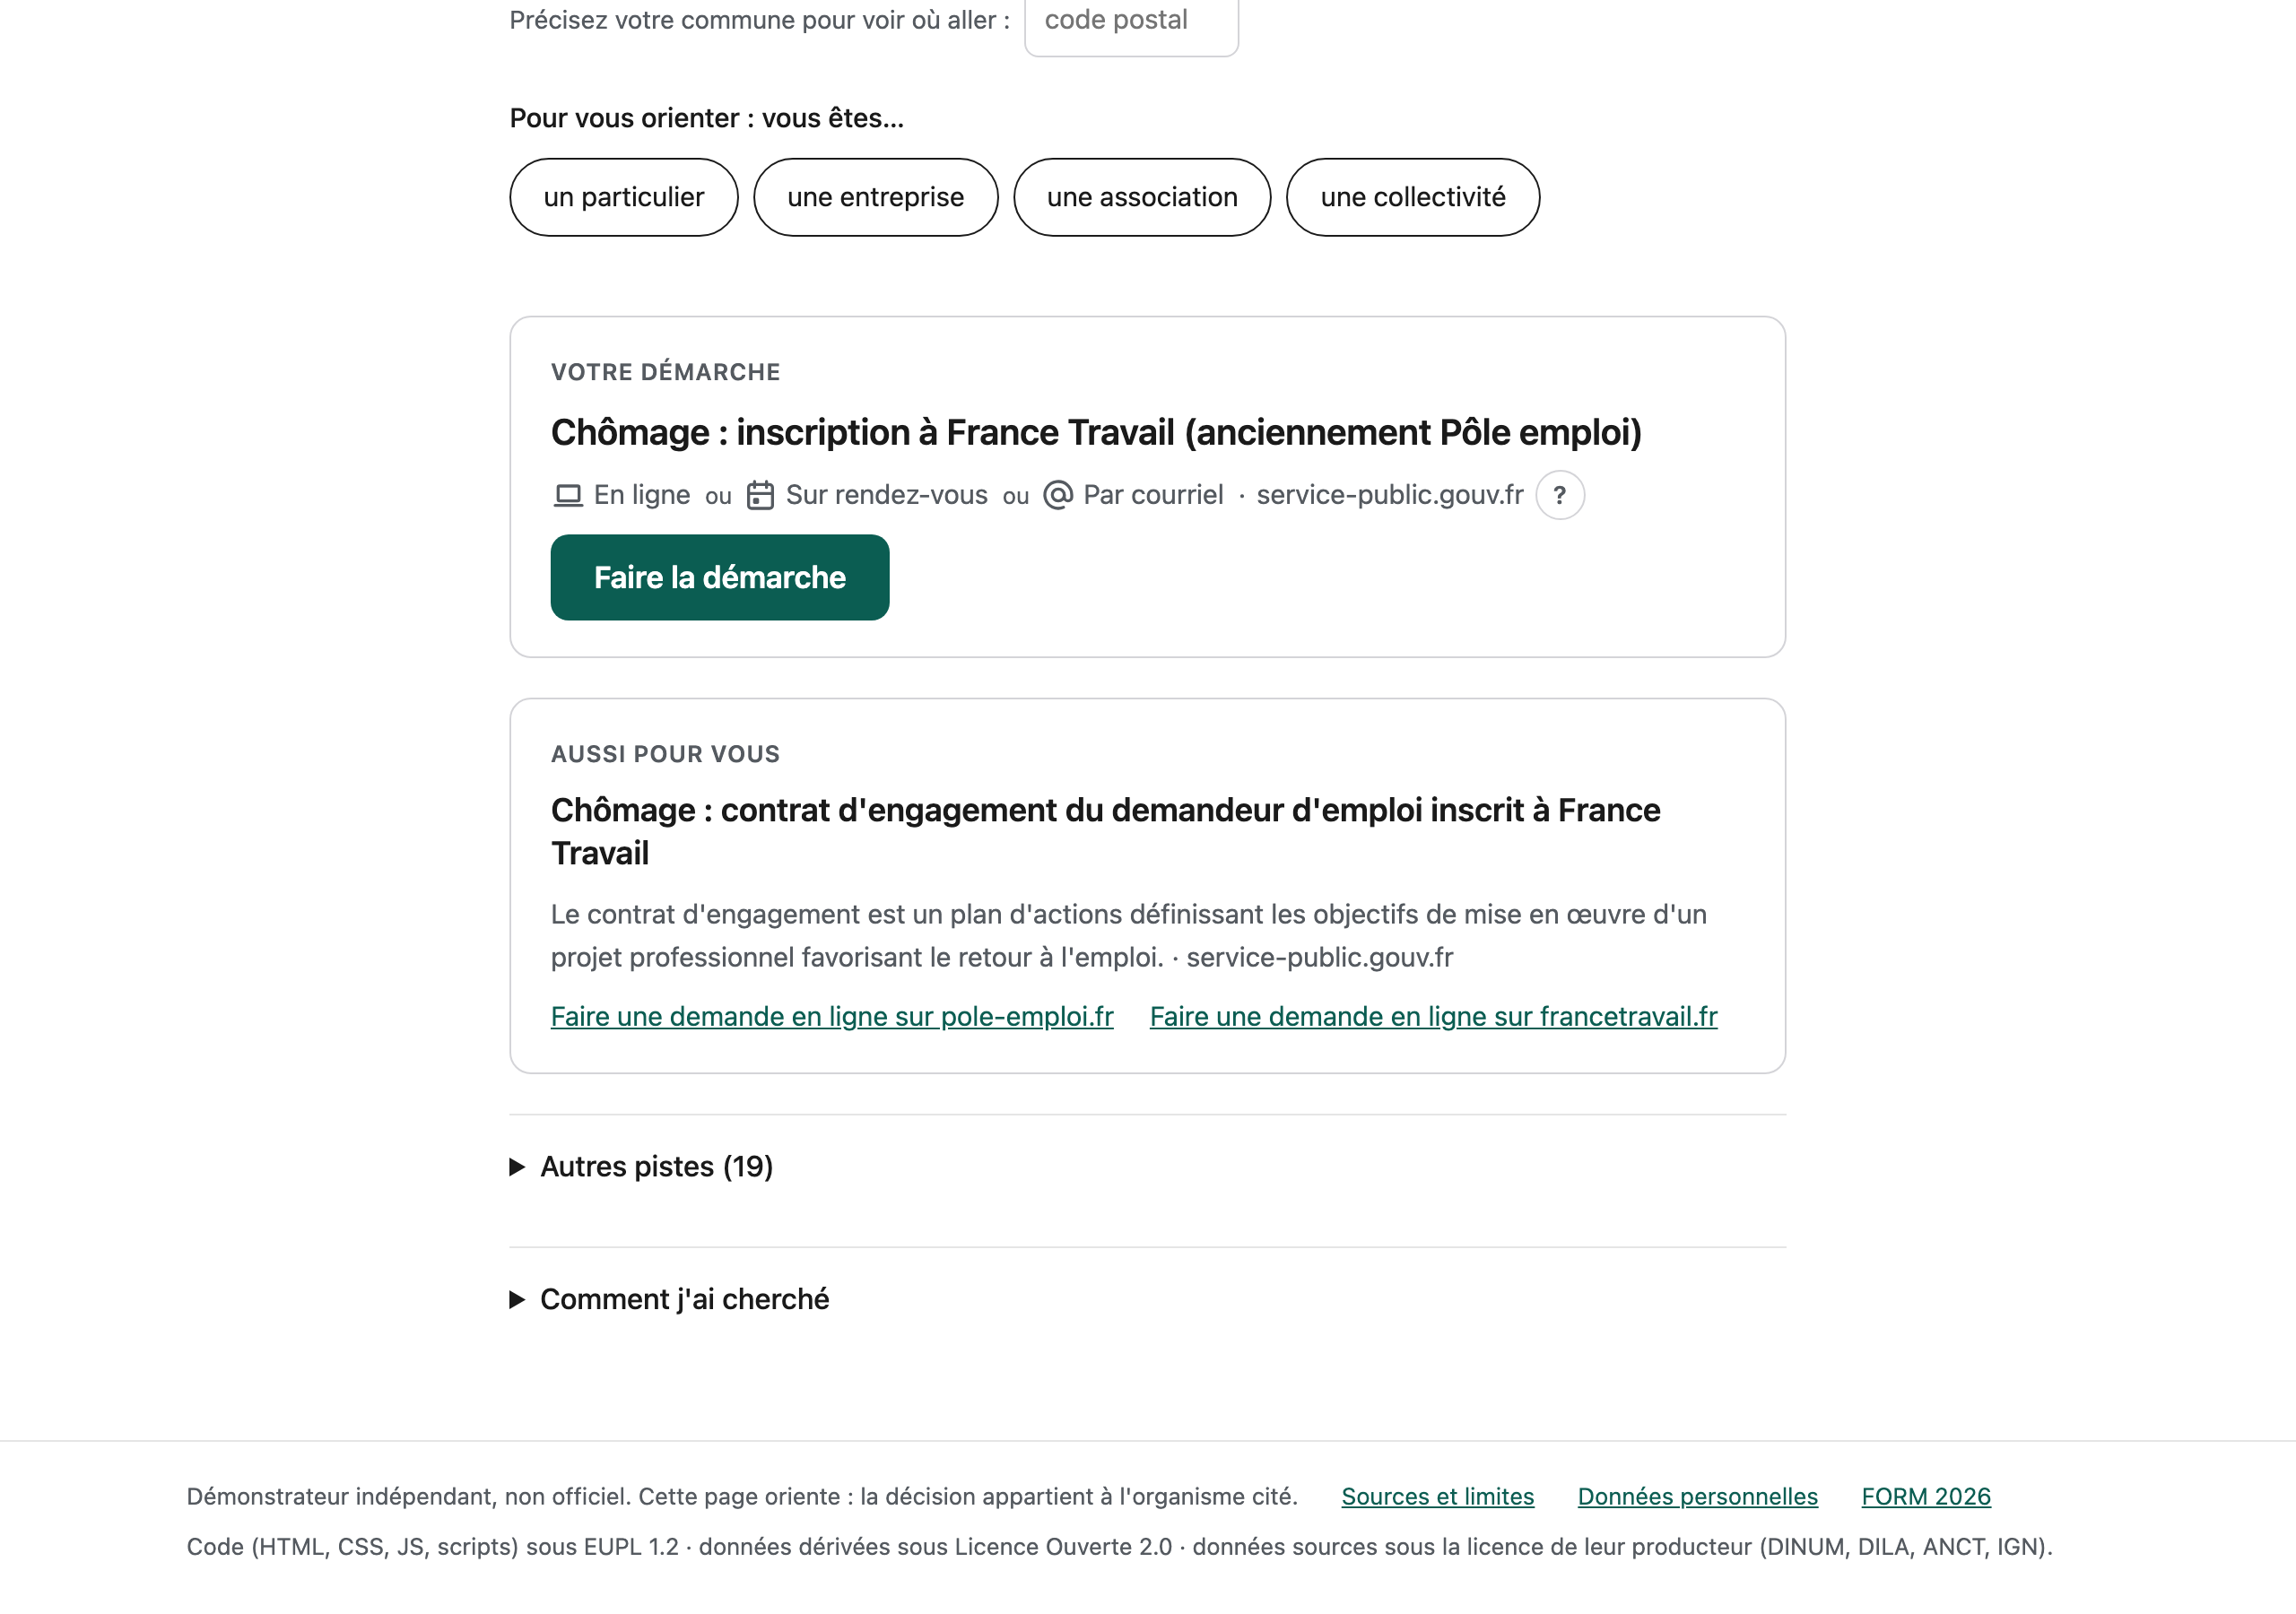 Précisez votre commune pour voir où aller : code postal
Pour vous orienter : vous êtes...
un particulier une entreprise une association une collectivité
VOTRE DÉMARCHE
Chômage : inscription à France Travail (anciennement Pôle emploi)
En ligne ou Sur rendez-vous ou Par courriel · service-public.gouv.fr ?
Faire la démarche
AUSSI POUR VOUS
Chômage : contrat d'engagement du demandeur d'emploi inscrit à France
Travail
Le contrat d'engagement est un plan d'actions définissant les objectifs de mise en œuvre d'un
projet professionnel favorisant le retour à l'emploi. · service-public.gouv.fr
Faire une demande en ligne sur pole-emploi.fr Faire une demande en ligne sur francetravail.fr
Autres pistes (19)
Comment j'ai cherché
Démonstrateur indépendant, non officiel. Cette page oriente : la décision appartient à l'organisme cité. Sources et limites Données personnelles FORM 2026
Code (HTML, CSS, JS, scripts) sous EUPL 1.2 · données dérivées sous Licence Ouverte 2.0 · données sources sous la licence de leur producteur (DINUM, DILA, ANCT, IGN).